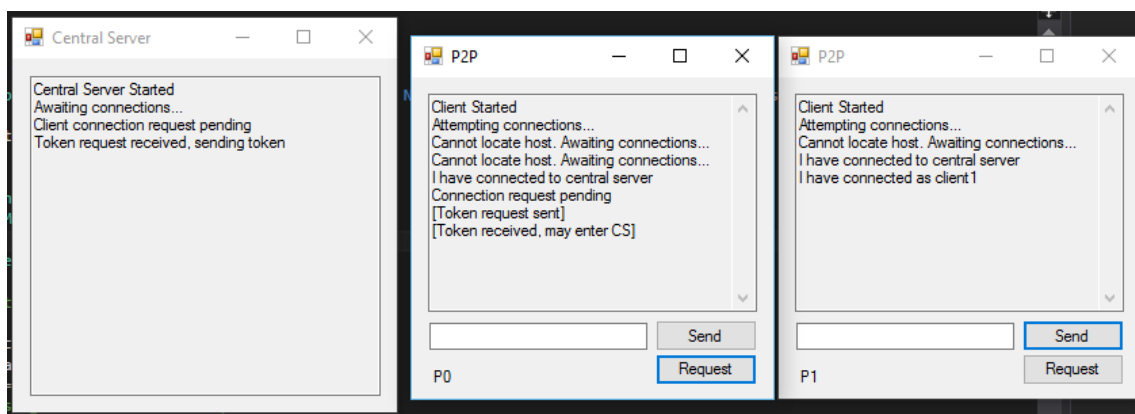 Central Server
Central Server Started
Awaiting connections...
Client connection request pending
Token request received, sending token
P2P
Client Started
Attempting connections...
Cannot locate host. Awaiting connections...
Cannot locate host. Awaiting connections...
I have connected to central server
Connection request pending
[Token request sent]
[Token received, may enter CS]
Send
Request
P0
P2P
Client Started
Attempting connections...
Cannot locate host. Awaiting connections...
I have connected to central server
I have connected as client1
Send
Request
P1